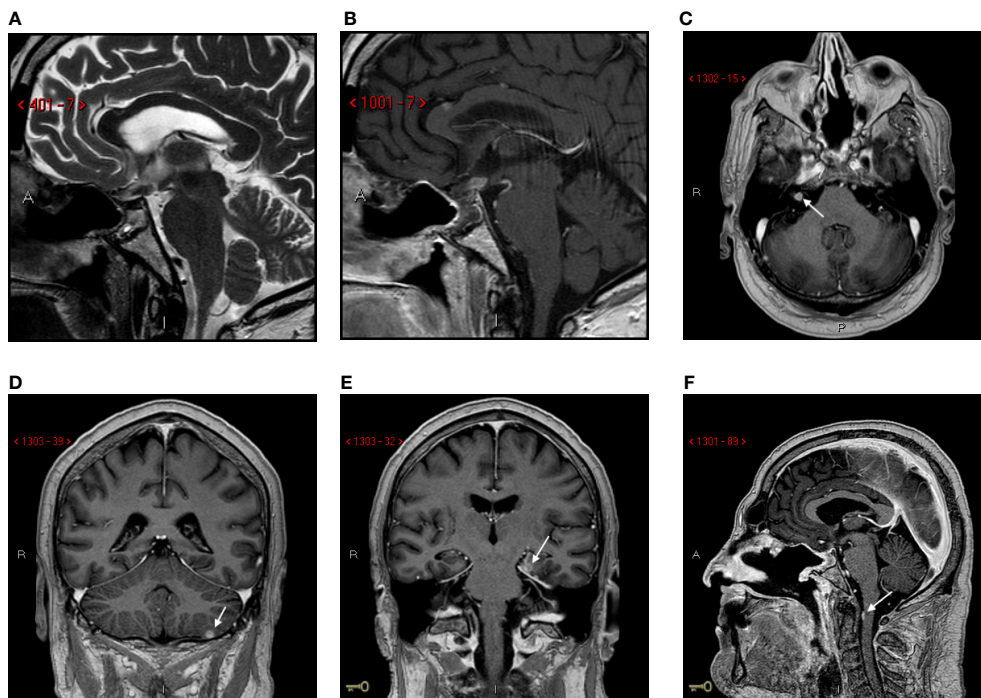 A
B
C
< 401 - 7 >
< 1001 - 7 >
< 1302 - 15 >
A
A
R
I
I
P
D
E
F
< 1303 - 39 >
< 1303 - 32 >
< 1301 - 89 >
R
R
A
I
I
I